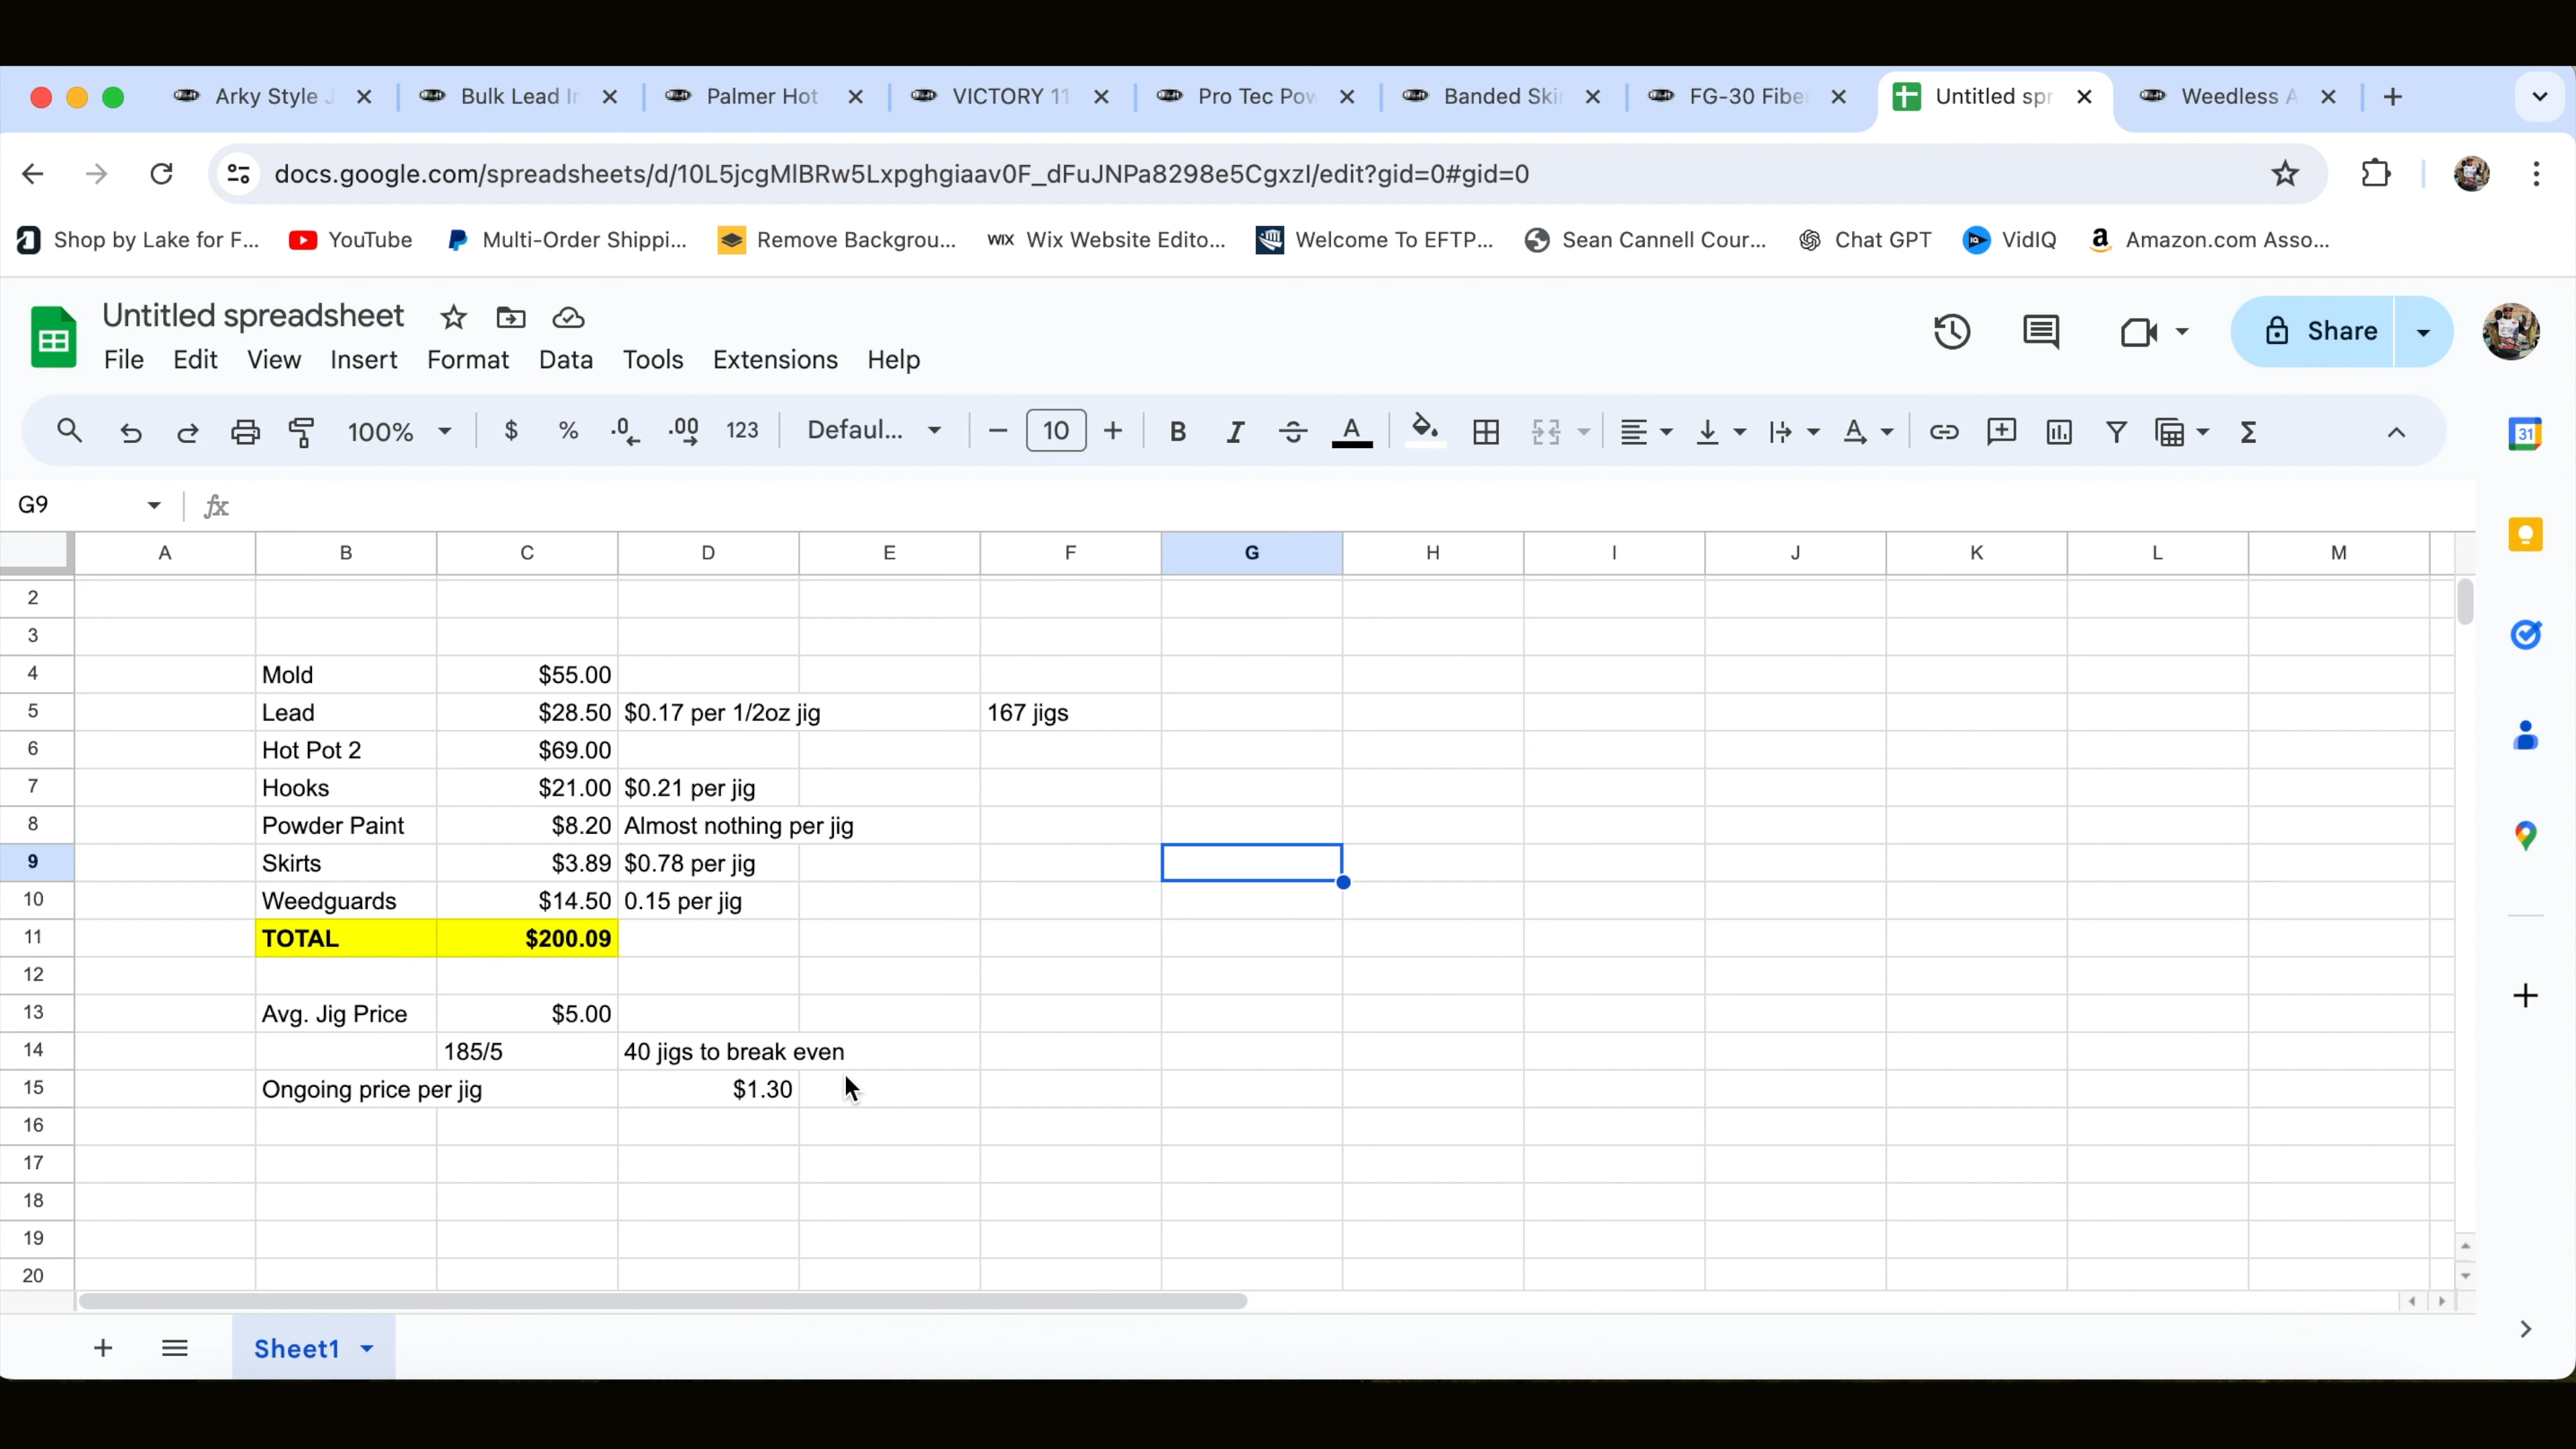 Arky Style J
Bulk Lead In
Palmer Hot
VICTORY 11
Pro Tec Pow
Banded Skir
FG-30 Fiber
Untitled spr
Weedless A
docs.google.com/spreadsheets/d/10L5jcgMlBRw5Lxpghgiaav0F_dFuJNPa8298e5CgxzI/edit?gid=0#gid=0
Shop by Lake for F...
YouTube
Multi-Order Shippi...
Remove Backgrou...
WIX Wix Website Edito...
Welcome To EFTP...
Sean Cannell Cour...
Chat GPT
VidIQ
Amazon.com Asso...
Untitled spreadsheet
File Edit View Insert Format Data Tools Extensions Help
Share
100% $ % .0 .00 123 Defaul... 10 B I A
31
G9 fx
A B C D E F G H I J K L M
2
3
4 Mold $55.00
5 Lead $28.50 $0.17 per 1/2oz jig 167 jigs
6 Hot Pot 2 $69.00
7 Hooks $21.00 $0.21 per jig
8 Powder Paint $8.20 Almost nothing per jig
9 Skirts $3.89 $0.78 per jig
10 Weedguards $14.50 0.15 per jig
11 TOTAL $200.09
12
13 Avg. Jig Price $5.00
14 185/5 40 jigs to break even
15 Ongoing price per jig $1.30
16
17
18
19
20
Sheet1